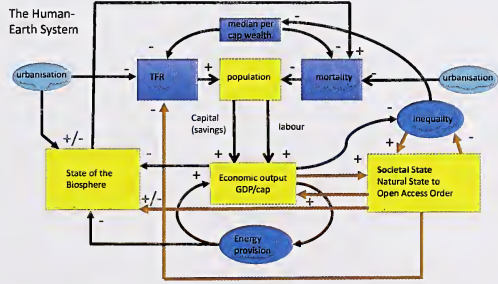 The Human-
Earth System
median per
cap wealth
-
-
-
-
+
urbanisation
-
TFR
+
population
-
mortality
-
urbanisation
-
Capital
(savings)
labour
Inequality
+/-
+
+
-
+
-
+
State of the
Biosphere
-
+
Economic output
GDP/cap
+
+
Societal State
Natural State to
Open Access Order
+/-
+
+
-
Energy
provision